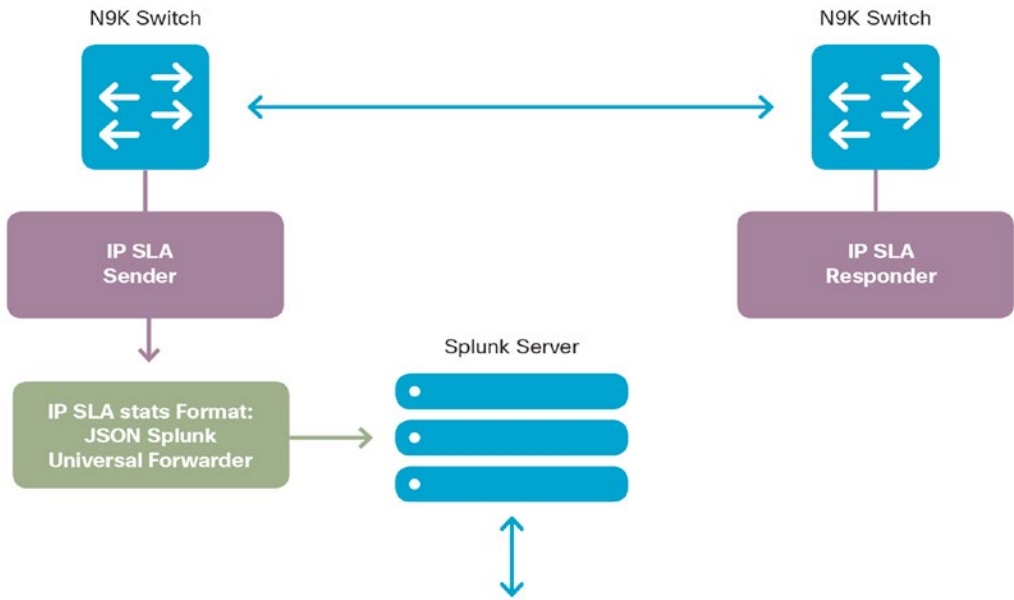 N9K Switch
N9K Switch
IP SLA
Sender
IP SLA
Responder
Splunk Server
IP SLA stats Format:
JSON Splunk
Universal Forwarder